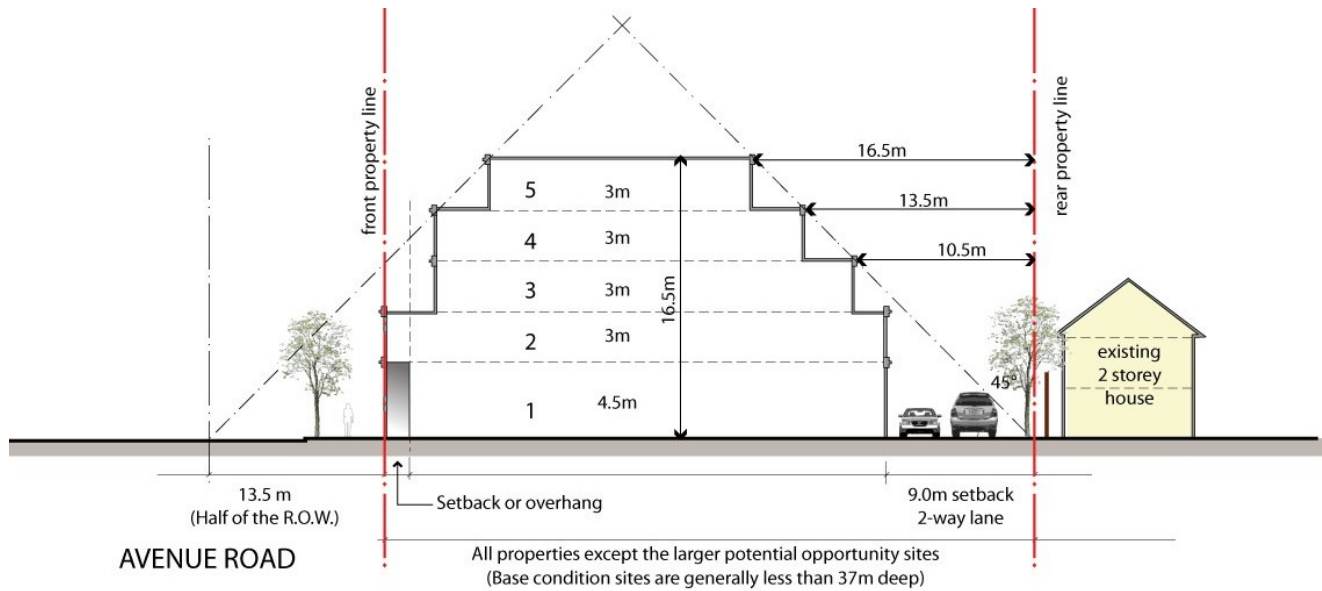 front property line
rear property line
16.5m
13.5m
10.5m
5 3m
4 3m
3 3m
16.5m
2 3m
1 4.5m
45°
existing
2 storey
house
13.5 m
(Half of the R.O.W.)
Setback or overhang
9.0m setback
2-way lane
AVENUE ROAD
All properties except the larger potential opportunity sites
(Base condition sites are generally less than 37m deep)